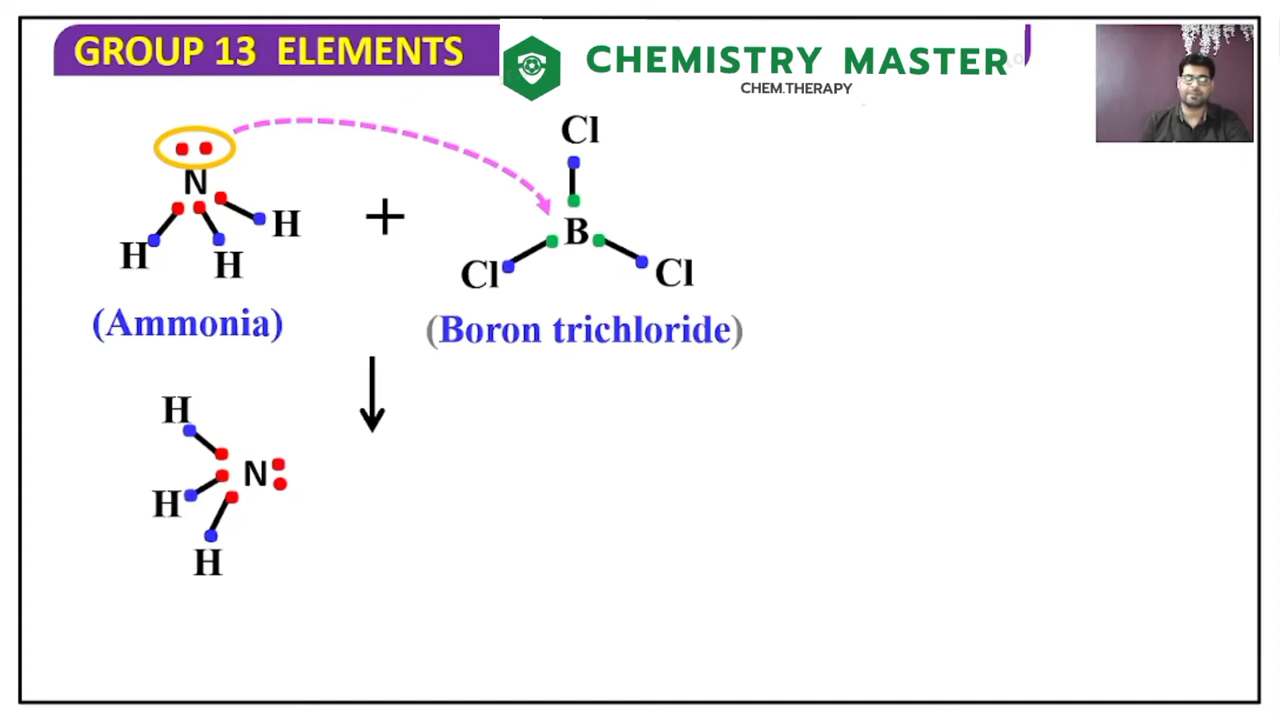 GROUP 13 ELEMENTS
CHEMISTRY MASTER
CHEM.THERAPY
Cl
N
H
H
H
+
B
Cl
Cl
(Ammonia)
(Boron trichloride)
H
N
H
H